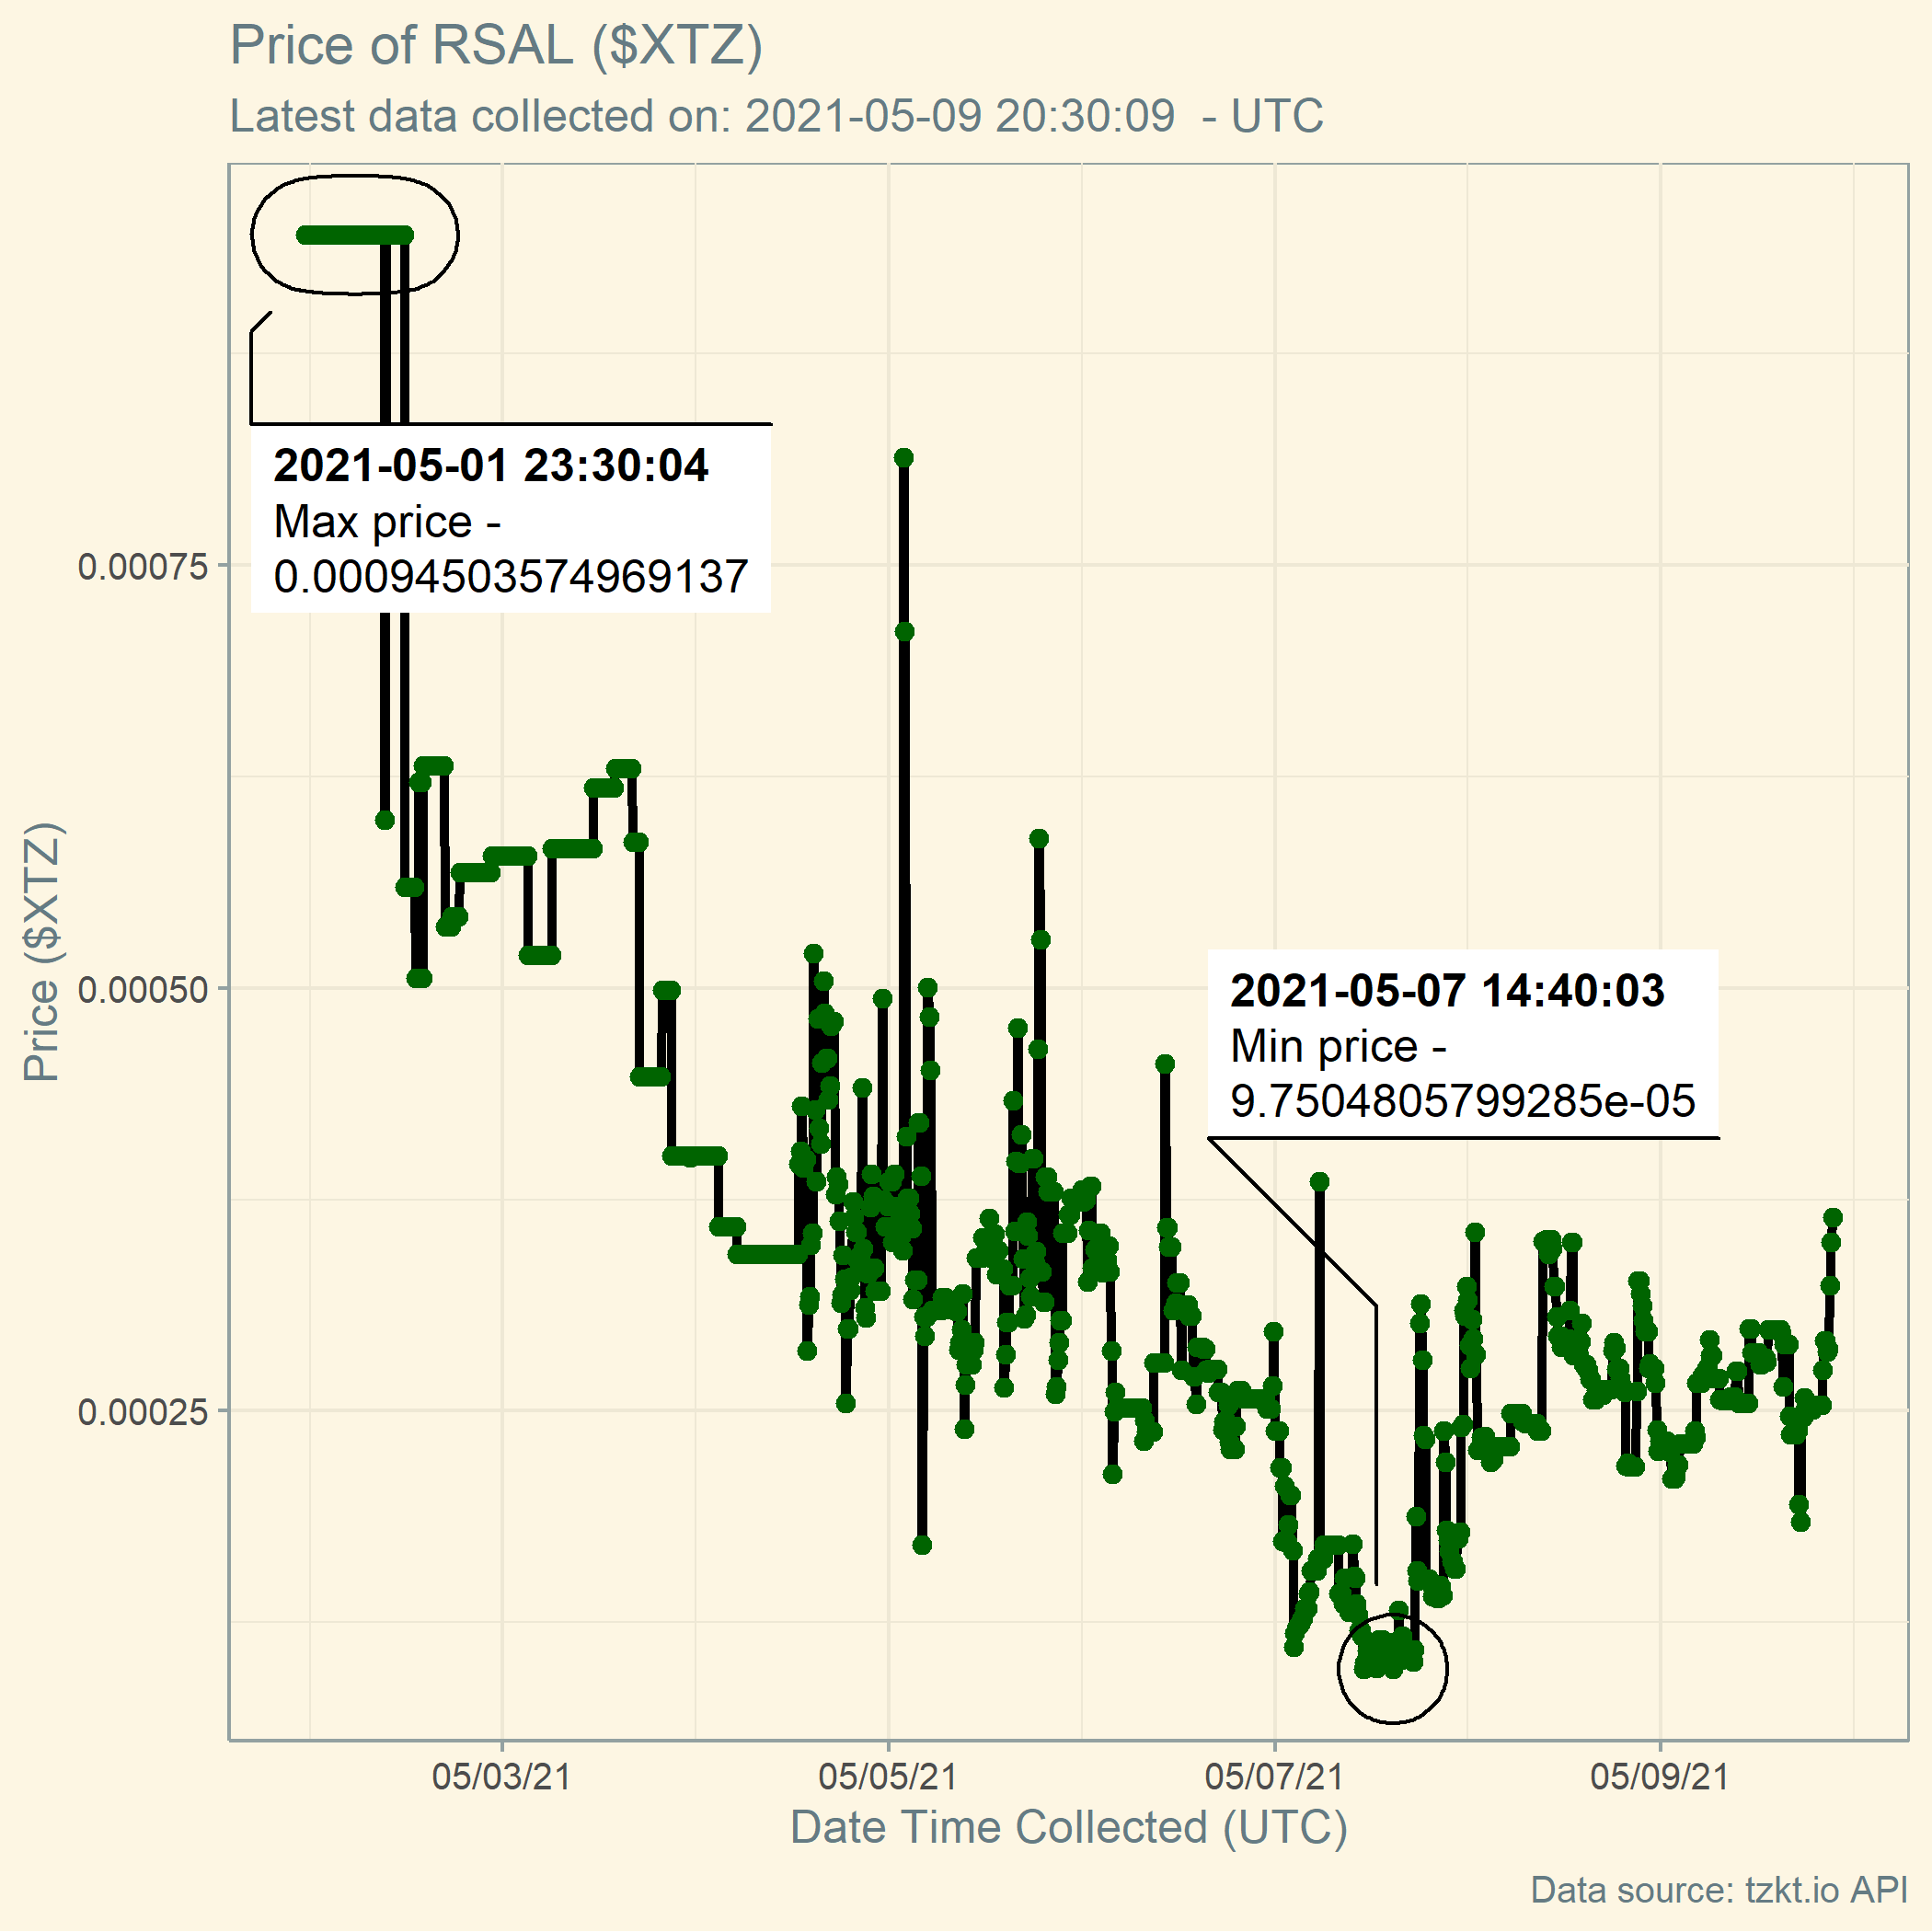 Price of RSAL ($XTZ)
Latest data collected on: 2021-05-09 20:30:09 - UTC
2021-05-01 23:30:04
Max price -
0.00094503574969137
0.00075
0.00050
0.00025
Price ($XTZ)
2021-05-07 14:40:03
Min price -
9.7504805799285e-05
05/03/21
05/05/21
05/07/21
05/09/21
Date Time Collected (UTC)
Data source: tzkt.io API